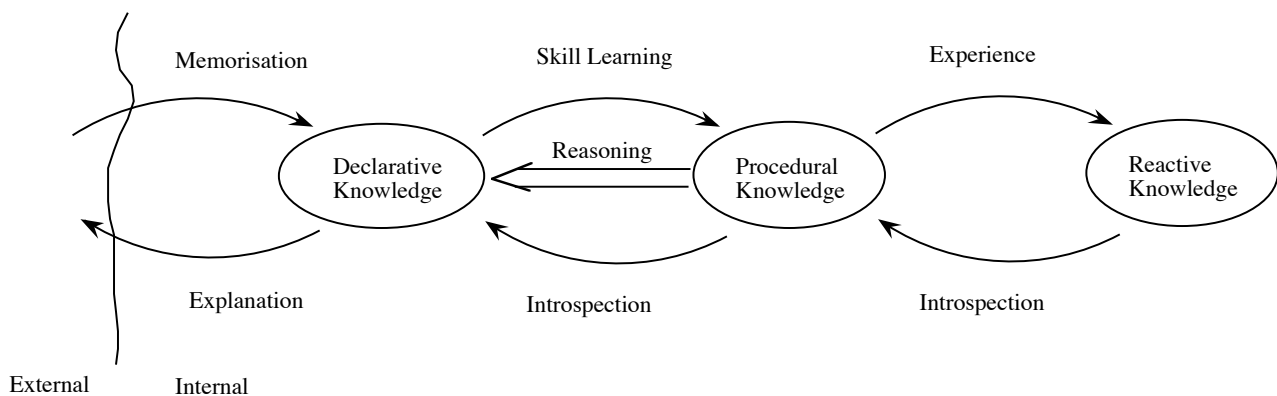 Memorisation
Skill Learning
Experience
Reasoning
Declarative
Knowledge
Procedural
Knowledge
Reactive
Knowledge
Explanation
Introspection
Introspection
External
Internal